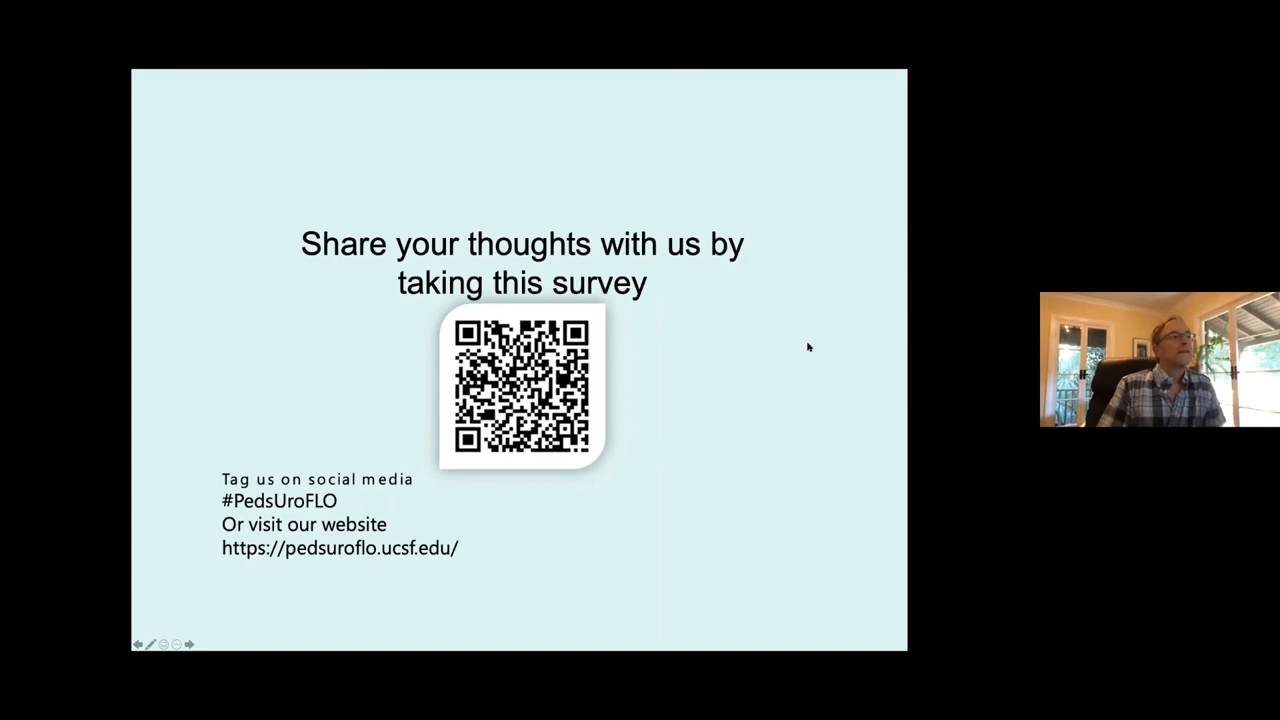 Share your thoughts with us by
taking this survey
Tag us on social media
#PedsUroFLO
Or visit our website
https://pedsuroflo.ucsf.edu/